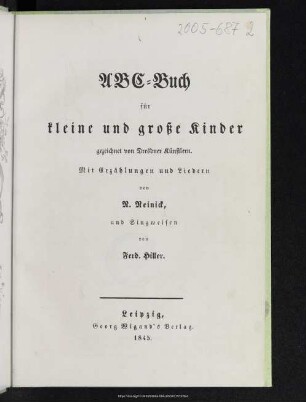 2005-687 2
ABC-Buch
für
kleine und große Kinder
gezeichnet von Dresdner Künstlern.
Mit Erzählungen und Liedern
von
R. Reinick,
und Singweisen
von
Ferd. Hiller.
Leipzig,
Georg Wigand's Verlag.
1845.